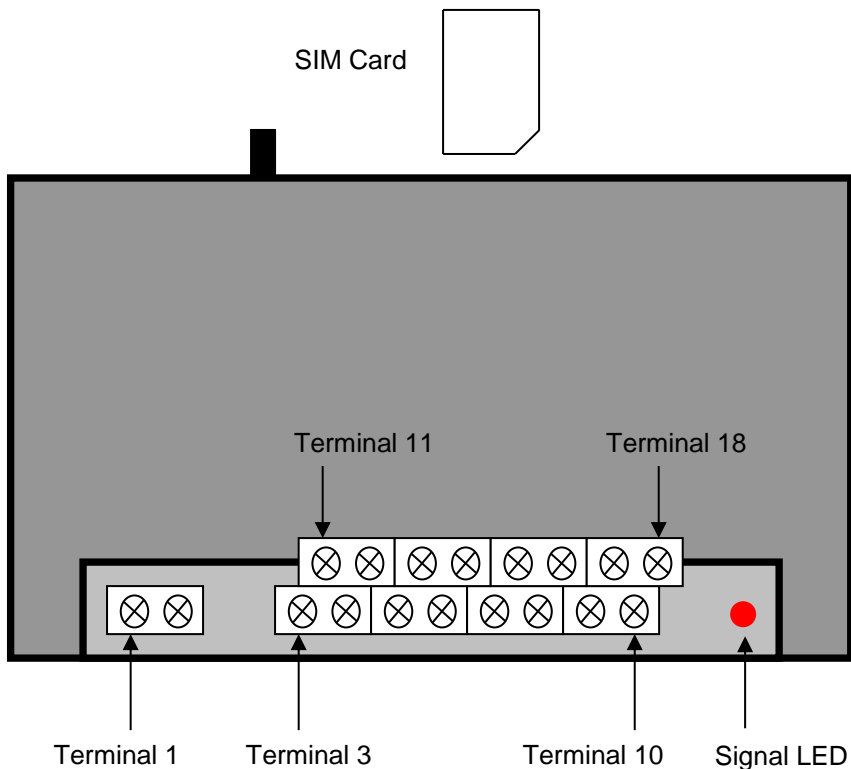 SIM Card
Terminal 11
Terminal 18
Terminal 1
Terminal 3
Terminal 10
Signal LED